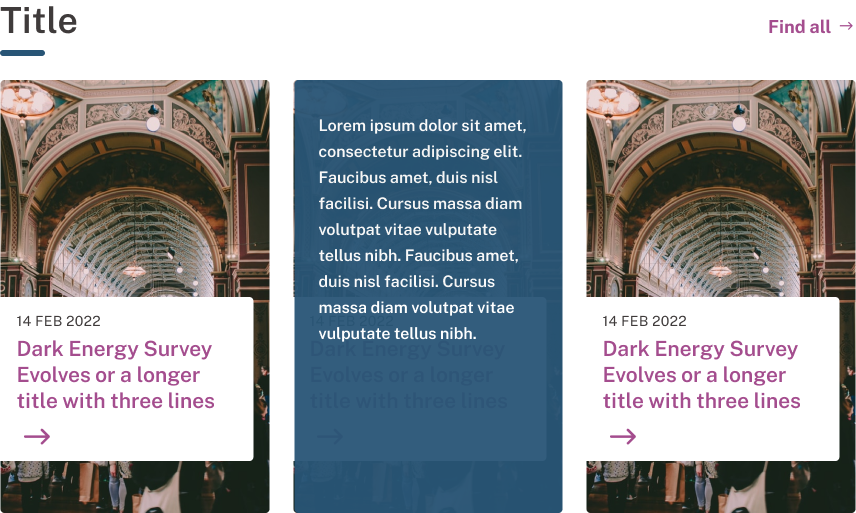 Title
Find all →
14 FEB 2022
Dark Energy Survey
Evolves or a longer
title with three lines
Lorem ipsum dolor sit amet,
consectetur adipiscing elit.
Faucibus amet, duis nisl
facilisi. Cursus massa diam
volutpat vitae vulputate
tellus nibh. Faucibus amet,
duis nisl facilisi. Cursus
massa diam volutpat vitae
vulputate tellus nibh.
14 FEB 2022
Dark Energy Survey
Evolves or a longer
title with three lines
14 FEB 2022
Dark Energy Survey
Evolves or a longer
title with three lines